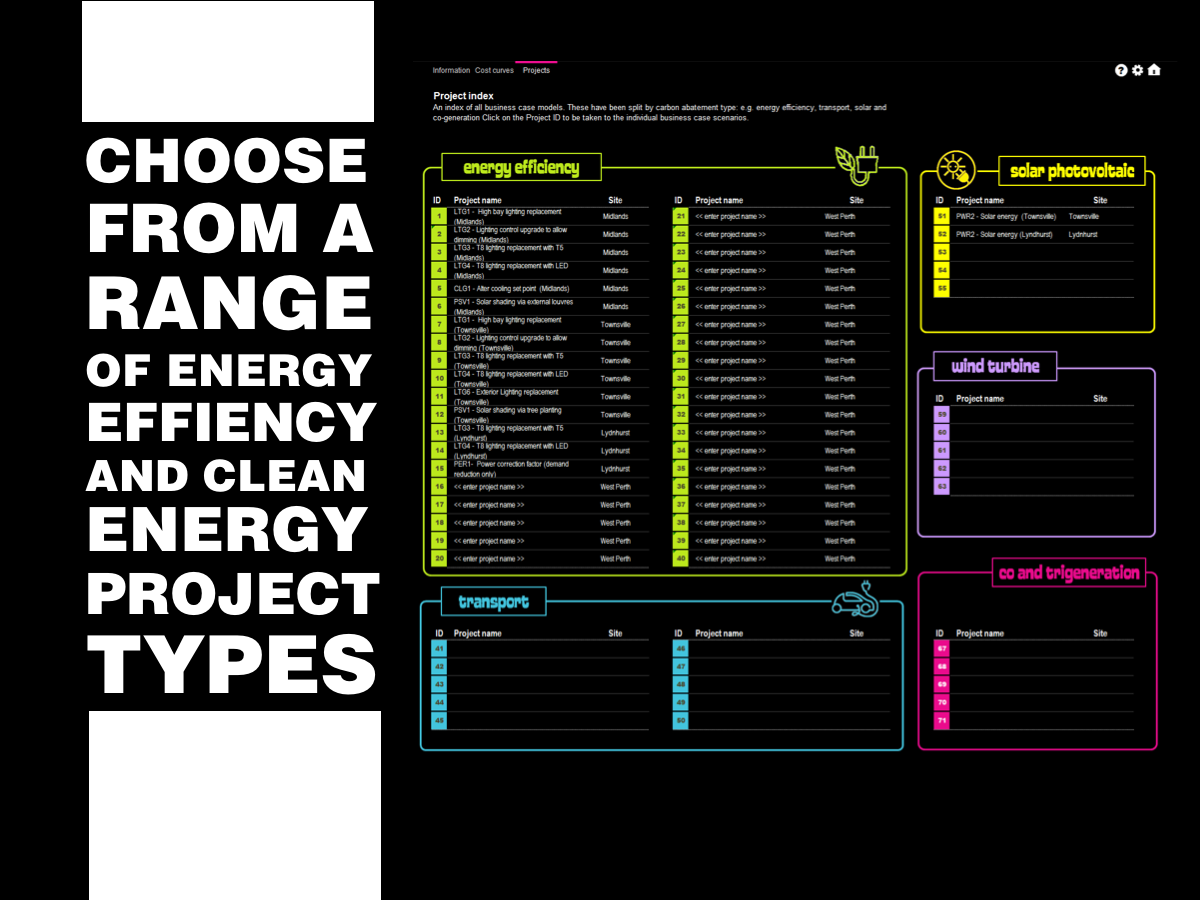 CHOOSE
FROM A
RANGE
OF ENERGY
EFFIENCY
AND CLEAN
ENERGY
PROJECT
TYPES
Information Cost curves Projects
Project index
An index of all business case models. These have been split by carbon abatement type: e.g. energy efficiency, transport, solar and
co-generation Click on the Project ID to be taken to the individual business case scenarios.
energy efficiency
ID Project name Site
1 LTG1 - High bay lighting replacement
(Midlands) Midlands
2 LTG2 - Lighting control upgrade to allow
dimming (Midlands) Midlands
3 LTG3 - T8 lighting replacement with T5
(Midlands) Midlands
4 LTG4 - T8 lighting replacement with LED
(Midlands) Midlands
5 CLG1 - Alter cooling set point (Midlands) Midlands
6 PSV1 - Solar shading via external louvres
(Midlands) Midlands
7 LTG1 - High bay lighting replacement
(Townsville) Townsville
8 LTG2 - Lighting control upgrade to allow
dimming (Townsville) Townsville
9 LTG3 - T8 lighting replacement with T5
(Townsville) Townsville
10 LTG4 - T8 lighting replacement with LED
(Townsville) Townsville
11 LTG6 - Exterior Lighting replacement
(Townsville) Townsville
12 PSV1 - Solar shading via tree planting
(Townsville) Townsville
13 LTG3 - T8 lighting replacement with T5
(Lyndhurst) Lydnhurst
14 LTG4 - T8 lighting replacement with LED
(Lyndhurst) Lydnhurst
15 PER1- Power correction factor (demand
reduction only) Lydnhurst
16 << enter project name >> West Perth
17 << enter project name >> West Perth
18 << enter project name >> West Perth
19 << enter project name >> West Perth
20 << enter project name >> West Perth
ID Project name Site
21 << enter project name >> West Perth
22 << enter project name >> West Perth
23 << enter project name >> West Perth
24 << enter project name >> West Perth
25 << enter project name >> West Perth
26 << enter project name >> West Perth
27 << enter project name >> West Perth
28 << enter project name >> West Perth
29 << enter project name >> West Perth
30 << enter project name >> West Perth
31 << enter project name >> West Perth
32 << enter project name >> West Perth
33 << enter project name >> West Perth
34 << enter project name >> West Perth
35 << enter project name >> West Perth
36 << enter project name >> West Perth
37 << enter project name >> West Perth
38 << enter project name >> West Perth
39 << enter project name >> West Perth
40 << enter project name >> West Perth
transport
ID Project name Site
41
42
43
44
45
ID Project name Site
46
47
48
49
50
solar photovoltaic
ID Project name Site
51 PWR2 - Solar energy (Townsville) Townsville
52 PWR2 - Solar energy (Lyndhurst) Lydnhurst
53
54
55
wind turbine
ID Project name Site
59
60
61
62
63
co and trigeneration
ID Project name Site
67
68
69
70
71